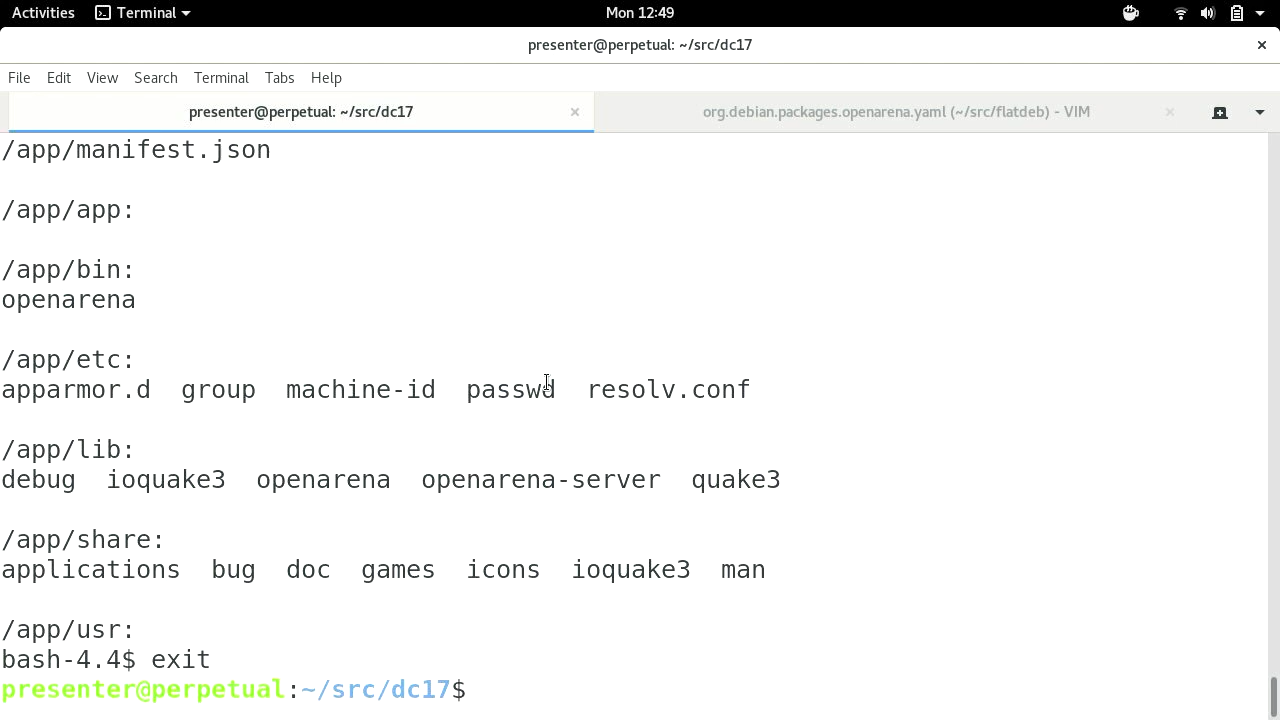 Activities Terminal Mon 12:49
presenter@perpetual: ~/src/dc17
File Edit View Search Terminal Tabs Help
presenter@perpetual: ~/src/dc17 org.debian.packages.openarena.yaml (~/src/flatdeb) - VIM
/app/manifest.json
/app/app:
/app/bin:
openarena
/app/etc:
apparmor.d group machine-id passwd resolv.conf
/app/lib:
debug ioquake3 openarena openarena-server quake3
/app/share:
applications bug doc games icons ioquake3 man
/app/usr:
bash-4.4$ exit
presenter@perpetual:~/src/dc17$